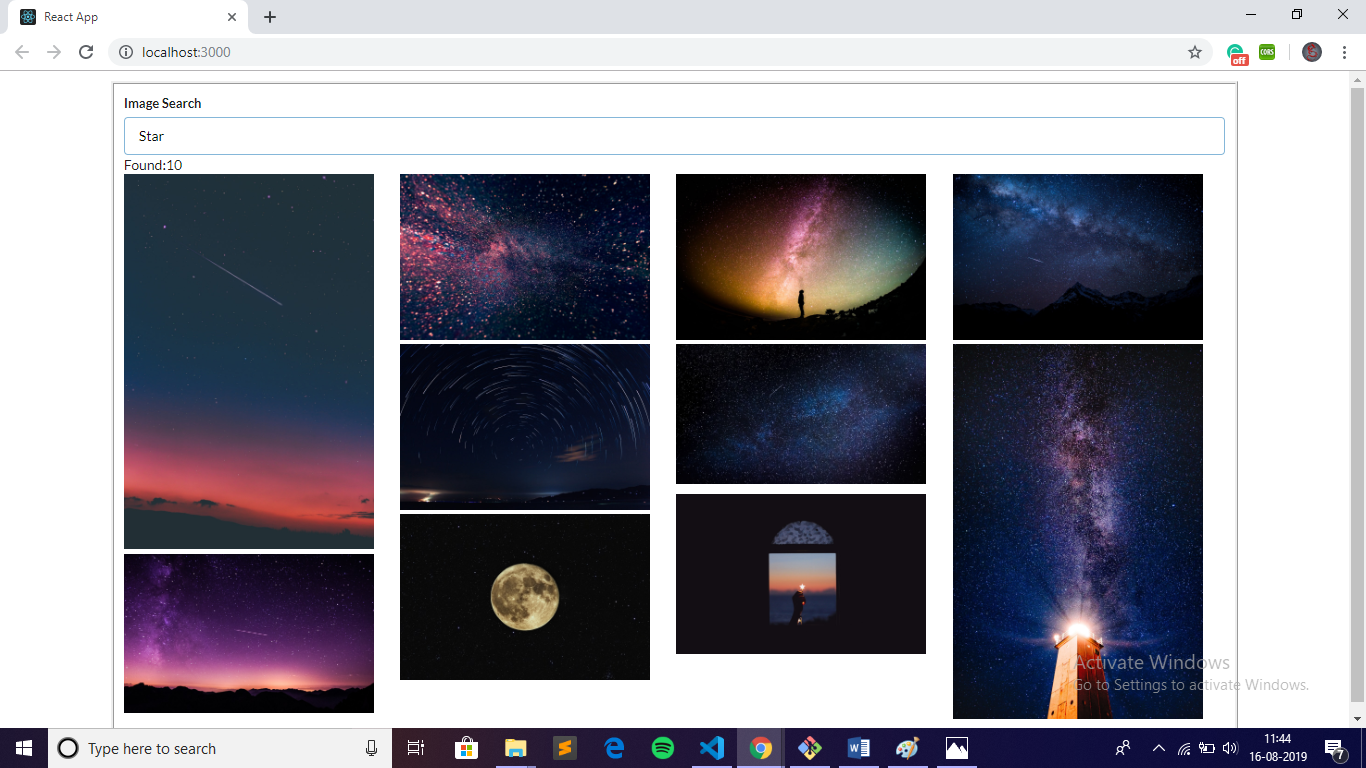 React App
localhost:3000
off
CORS
Image Search
Star
Found:10
Activate Windows
Go to Settings to activate Windows.
Type here to search
11:44
16-08-2019
7